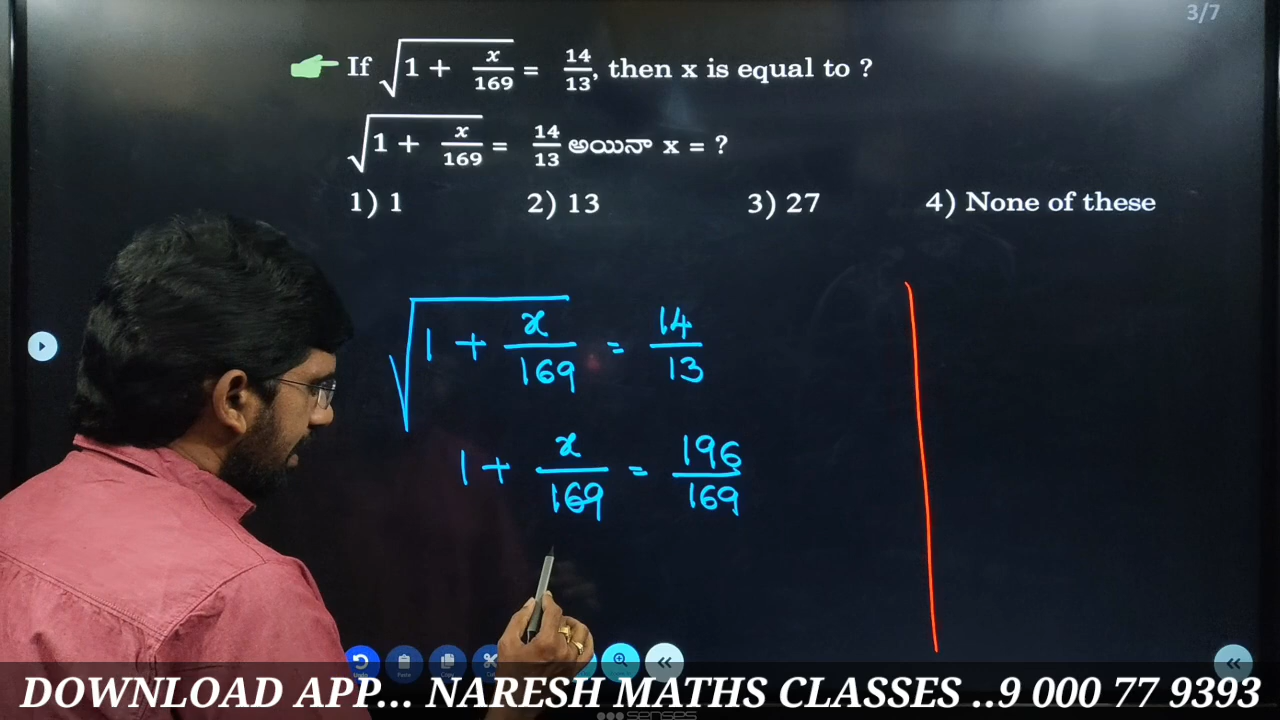 3/7
If √(1 + x/169) = 14/13, then x is equal to ?
√(1 + x/169) = 14/13 అయినా x = ?
1) 1 2) 13 3) 27 4) None of these
√(1 + x/169) = 14/13
1 + x/169 = 196/169
DOWNLOAD APP... NARESH MATHS CLASSES ..9 000 77 9393
senses